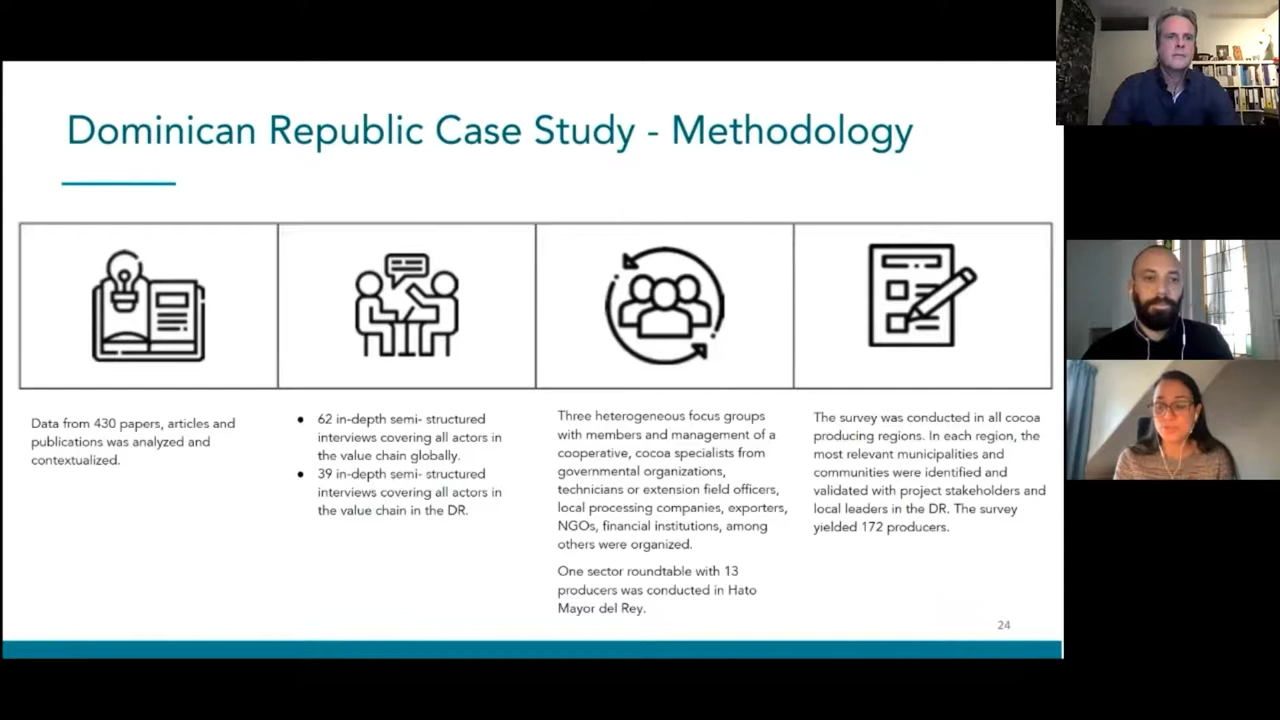 Dominican Republic Case Study - Methodology
Data from 430 papers, articles and
publications was analyzed and
contextualized.
● 62 in-depth semi- structured
interviews covering all actors in
the value chain globally.
● 39 in-depth semi- structured
interviews covering all actors in
the value chain in the DR.
Three heterogeneous focus groups
with members and management of a
cooperative, cocoa specialists from
governmental organizations,
technicians or extension field officers,
local processing companies, exporters,
NGOs, financial institutions, among
others were organized.
One sector roundtable with 13
producers was conducted in Hato
Mayor del Rey.
The survey was conducted in all cocoa
producing regions. In each region, the
most relevant municipalities and
communities were identified and
validated with project stakeholders and
local leaders in the DR. The survey
yielded 172 producers.
24